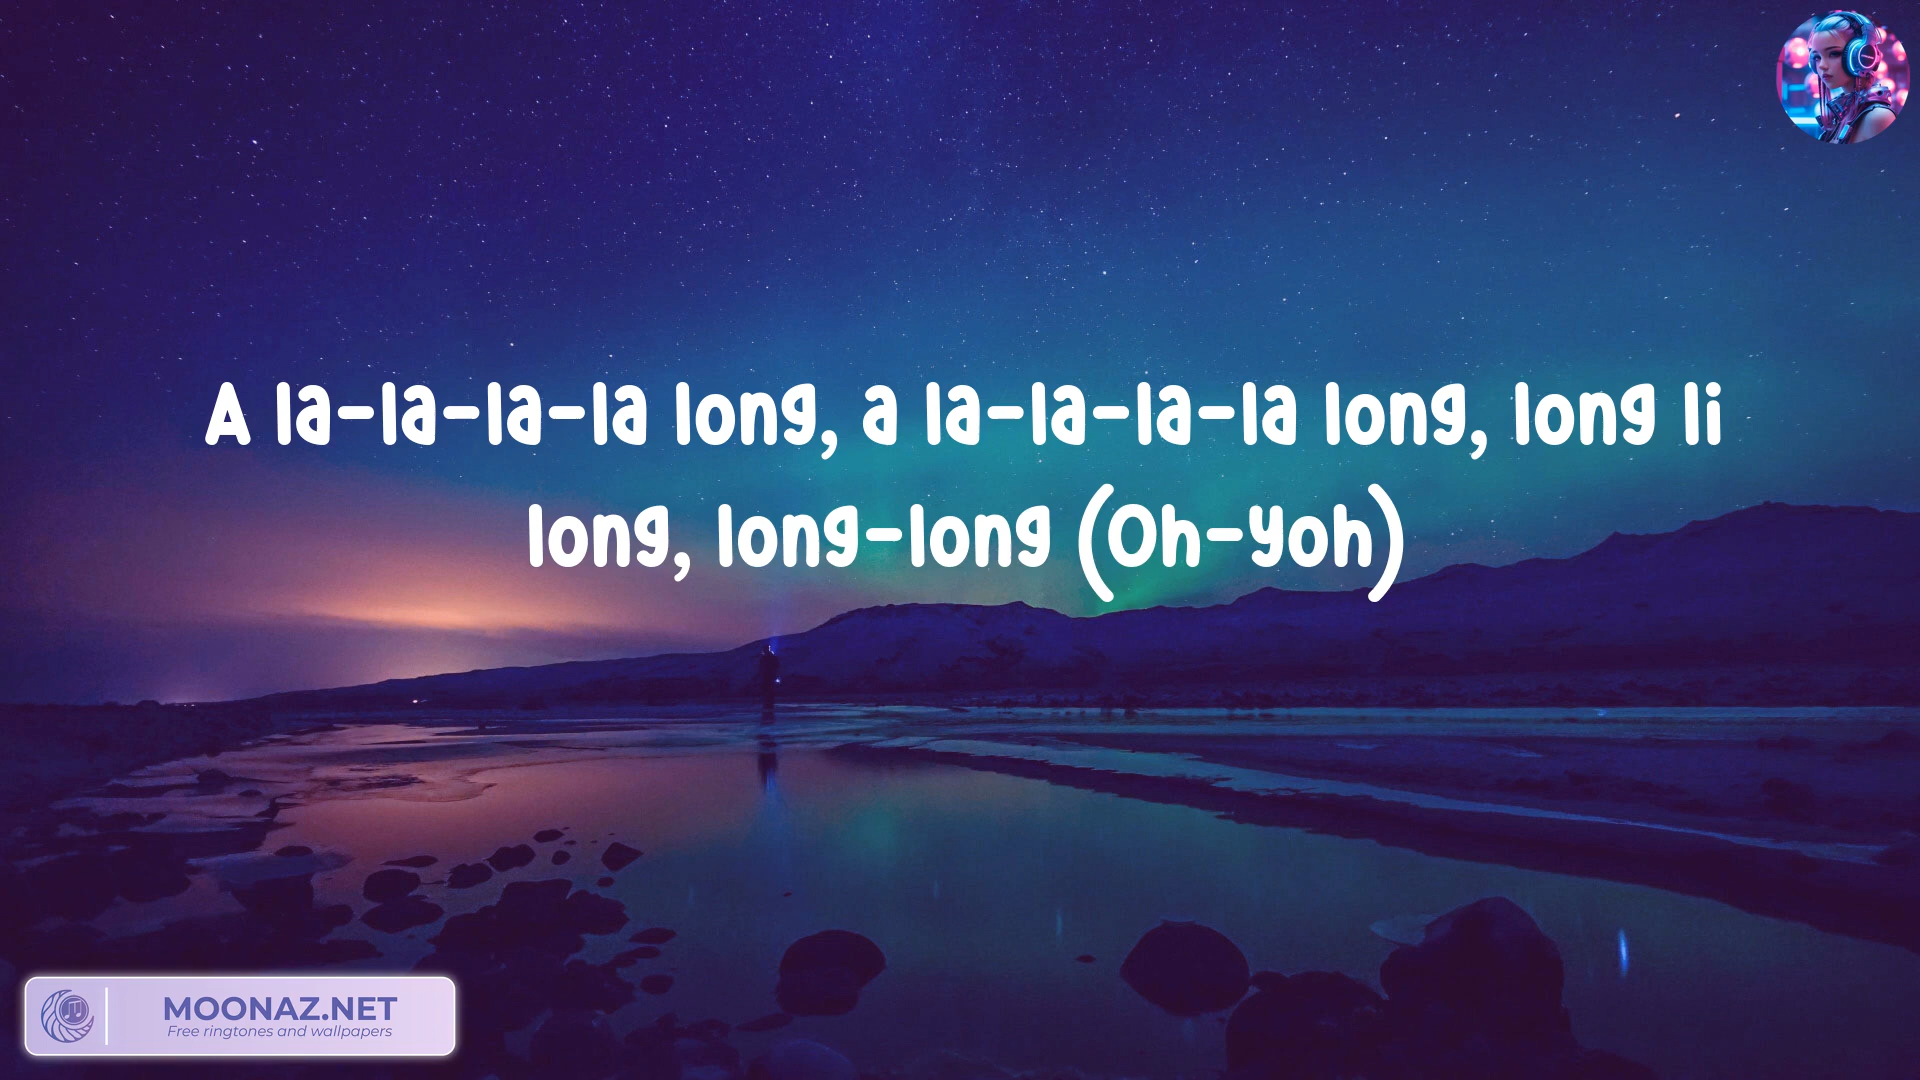 A la-la-la-la long, a la-la-la-la long, long li
long, long-long (Oh-yoh)
MOONAZ.NET
Free ringtones and wallpapers